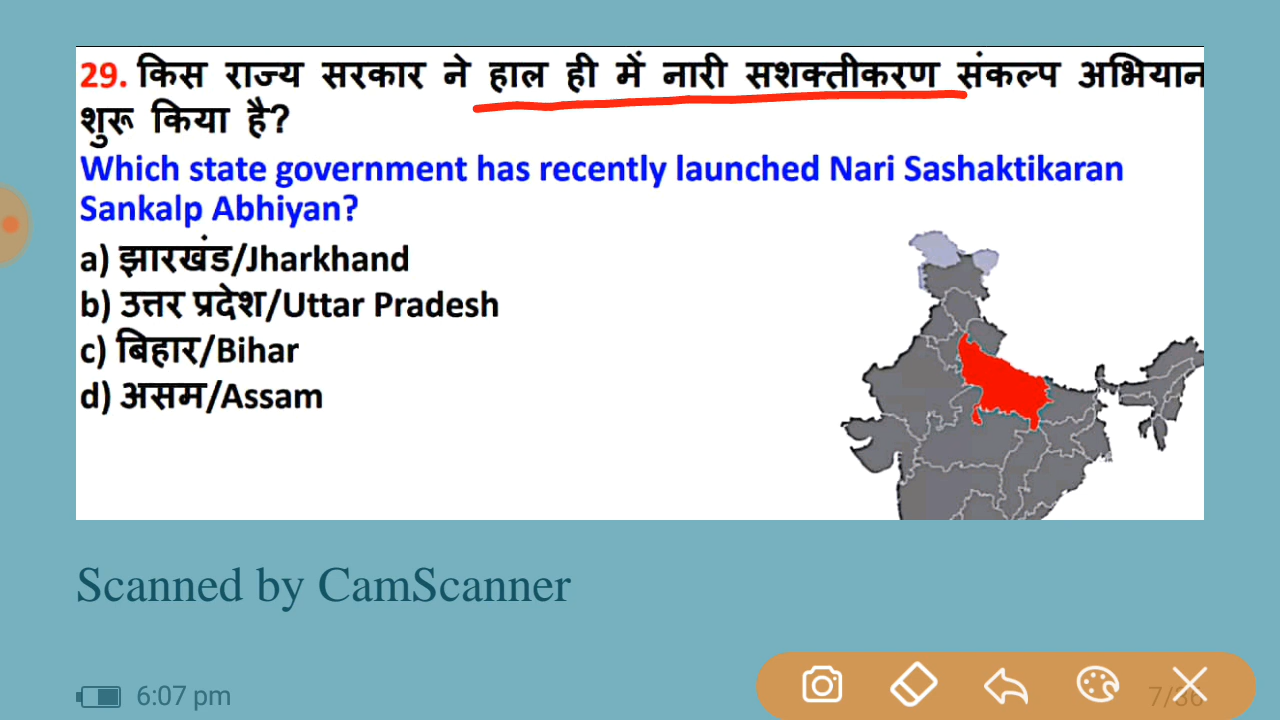 29. किस राज्य सरकार ने हाल ही में नारी सशक्तीकरण संकल्प अभियान
शुरू किया है?
Which state government has recently launched Nari Sashaktikaran
Sankalp Abhiyan?
a) झारखंड/Jharkhand
b) उत्तर प्रदेश/Uttar Pradesh
c) बिहार/Bihar
d) असम/Assam
Scanned by CamScanner
6:07 pm